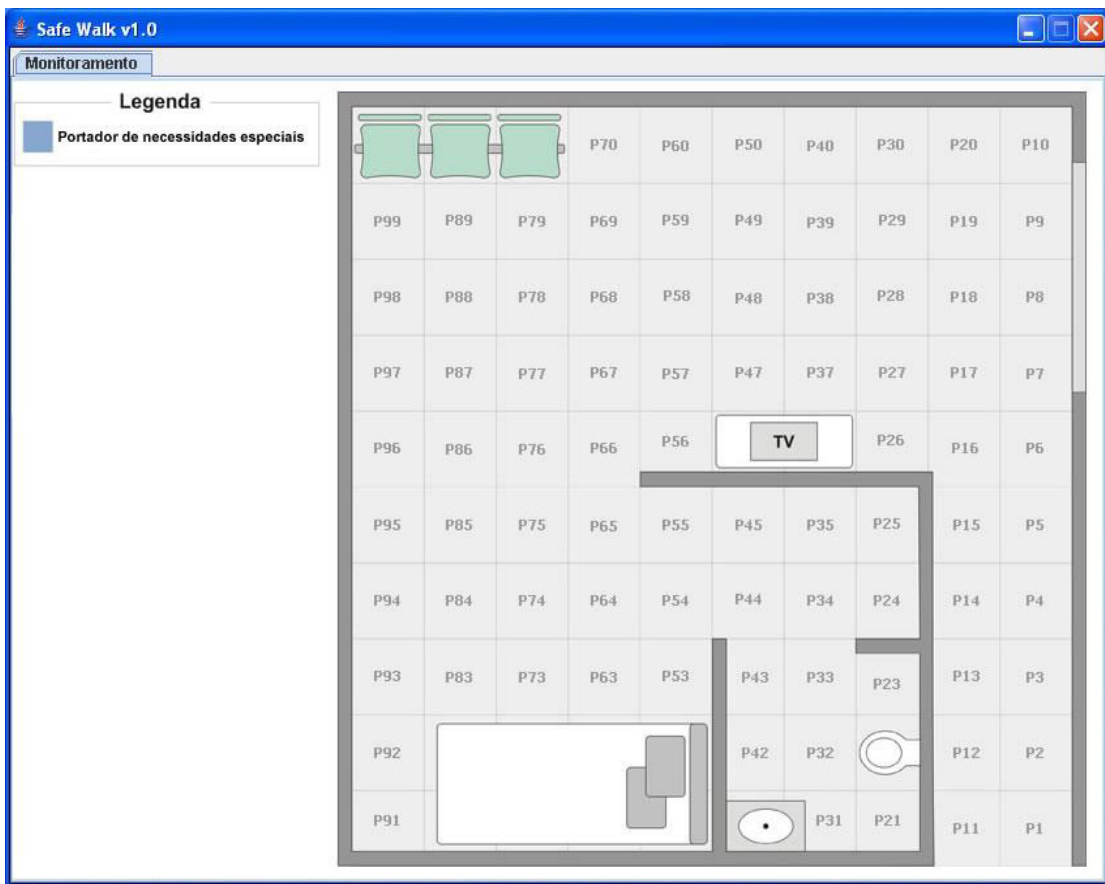 Safe Walk v1.0
Monitoramento
Legenda
Portador de necessidades especiais
P70 P60 P50 P40 P30 P20 P10
P99 P89 P79 P69 P59 P49 P39 P29 P19 P9
P98 P88 P78 P68 P58 P48 P38 P28 P18 P8
P97 P87 P77 P67 P57 P47 P37 P27 P17 P7
P96 P86 P76 P66 P56 TV P26 P16 P6
P95 P85 P75 P65 P55 P45 P35 P25 P15 P5
P94 P84 P74 P64 P54 P44 P34 P24 P14 P4
P93 P83 P73 P63 P53 P43 P33 P23 P13 P3
P92 P42 P32 P12 P2
P91 P31 P21 P11 P1